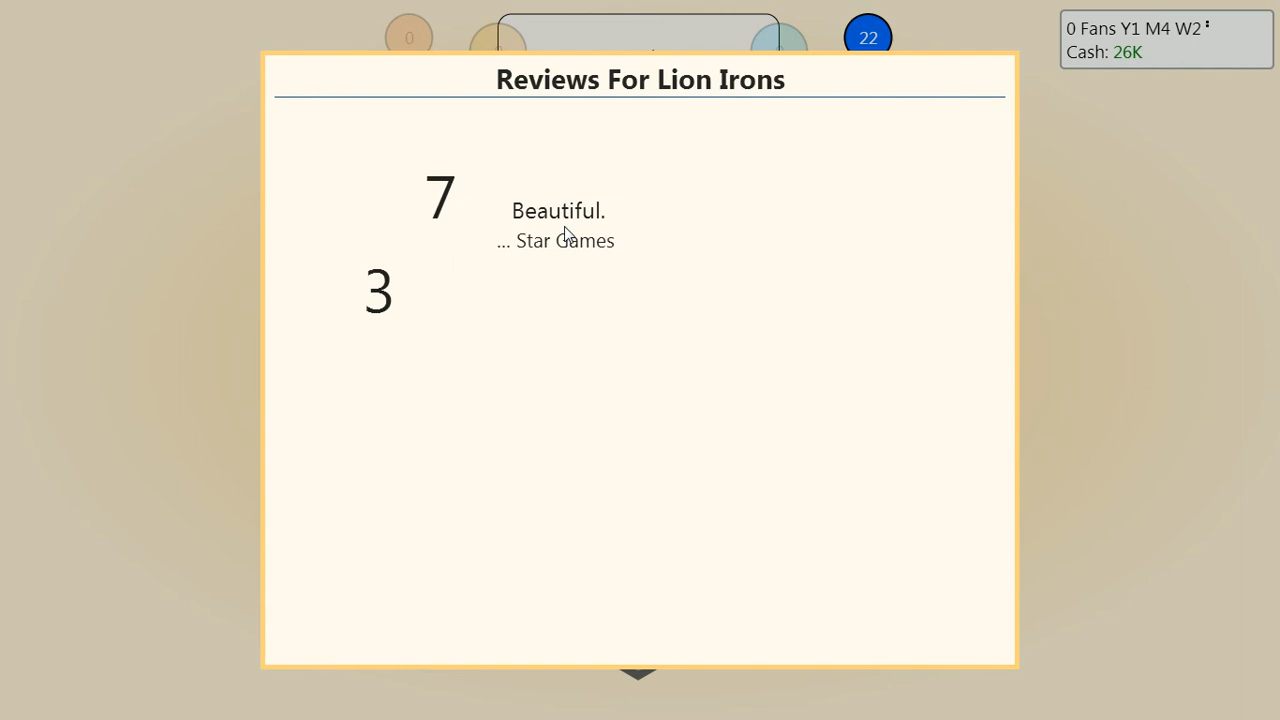 0
22
0 Fans Y1 M4 W2
Cash: 26K
Reviews For Lion Irons
7
Beautiful.
... Star Games
3